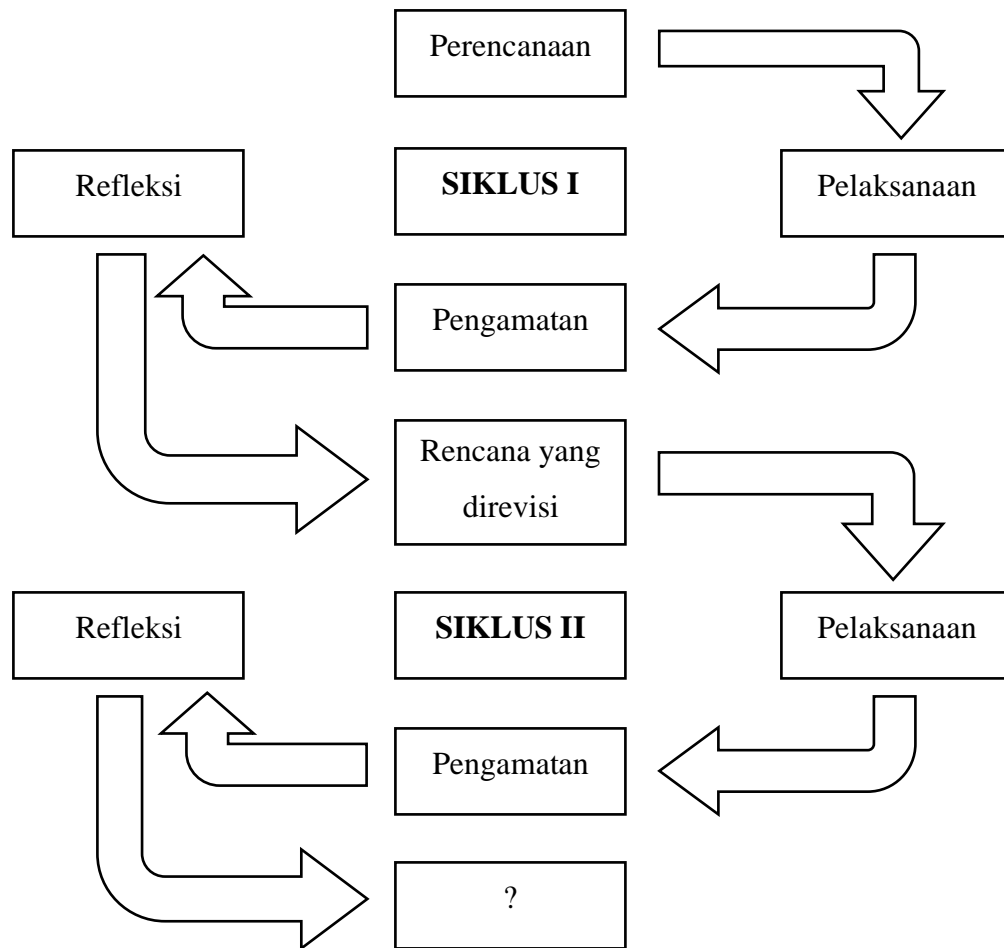 Perencanaan
Refleksi
SIKLUS I
Pelaksanaan
Pengamatan
Rencana yang
direvisi
Refleksi
SIKLUS II
Pelaksanaan
Pengamatan
?